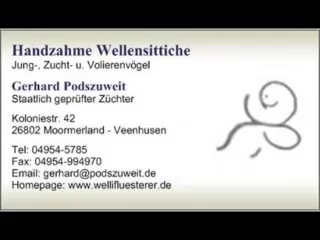 Handzahme Wellensittiche
Jung-, Zucht- u. Volierenvögel
Gerhard Podszuweit
Staatlich geprüfter Züchter
Koloniestr. 42
26802 Moormerland - Veenhusen
Tel: 04954-5785
Fax: 04954-994970
Email: gerhard@podszuweit.de
Homepage: www.wellifluesterer.de